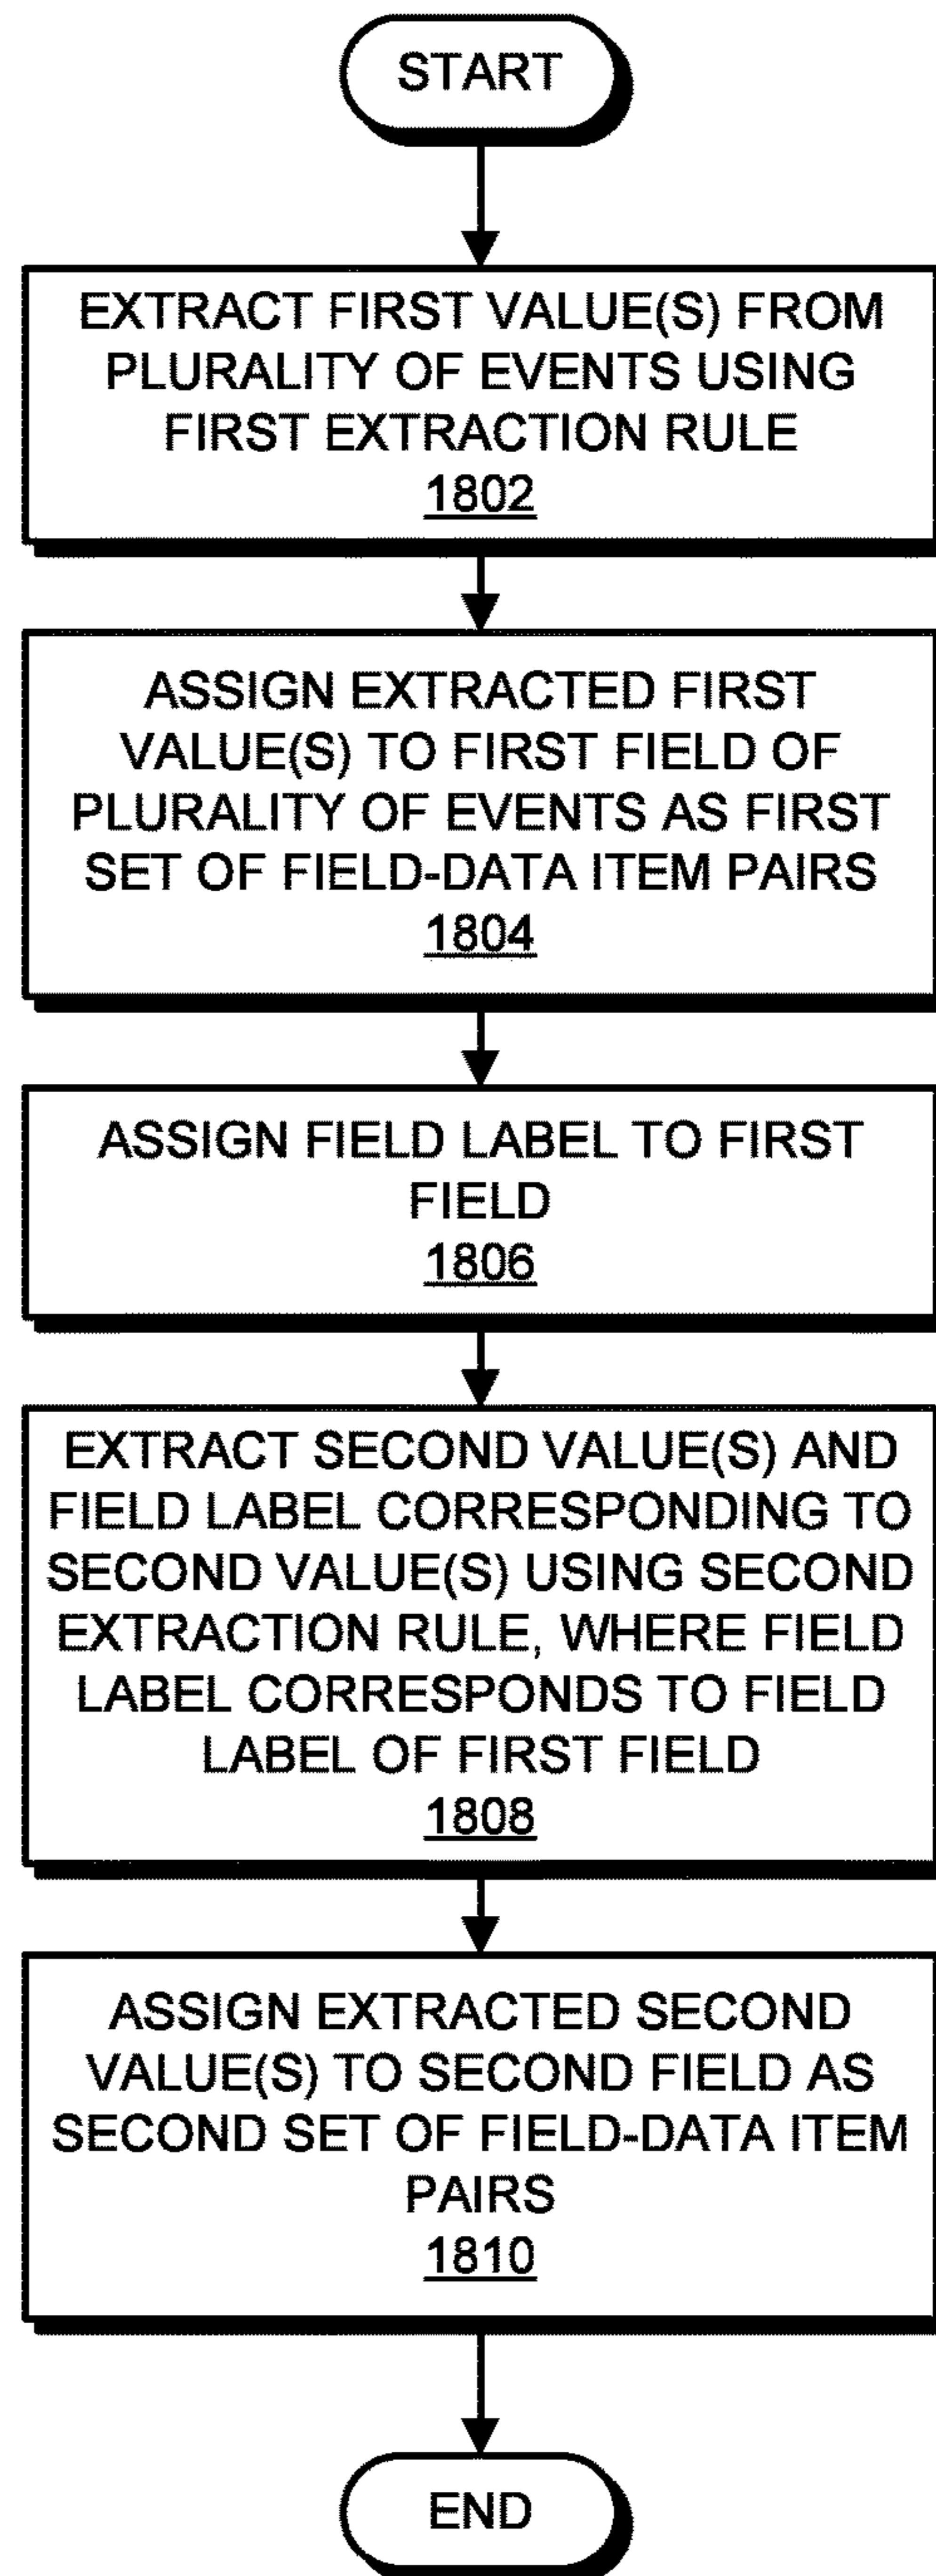 START
EXTRACT FIRST VALUE(S) FROM
PLURALITY OF EVENTS USING
FIRST EXTRACTION RULE
1802
ASSIGN EXTRACTED FIRST
VALUE(S) TO FIRST FIELD OF
PLURALITY OF EVENTS AS FIRST
SET OF FIELD-DATA ITEM PAIRS
1804
ASSIGN FIELD LABEL TO FIRST
FIELD
1806
EXTRACT SECOND VALUE(S) AND
FIELD LABEL CORRESPONDING TO
SECOND VALUE(S) USING SECOND
EXTRACTION RULE, WHERE FIELD
LABEL CORRESPONDS TO FIELD
LABEL OF FIRST FIELD
1808
ASSIGN EXTRACTED SECOND
VALUE(S) TO SECOND FIELD AS
SECOND SET OF FIELD-DATA ITEM
PAIRS
1810
END